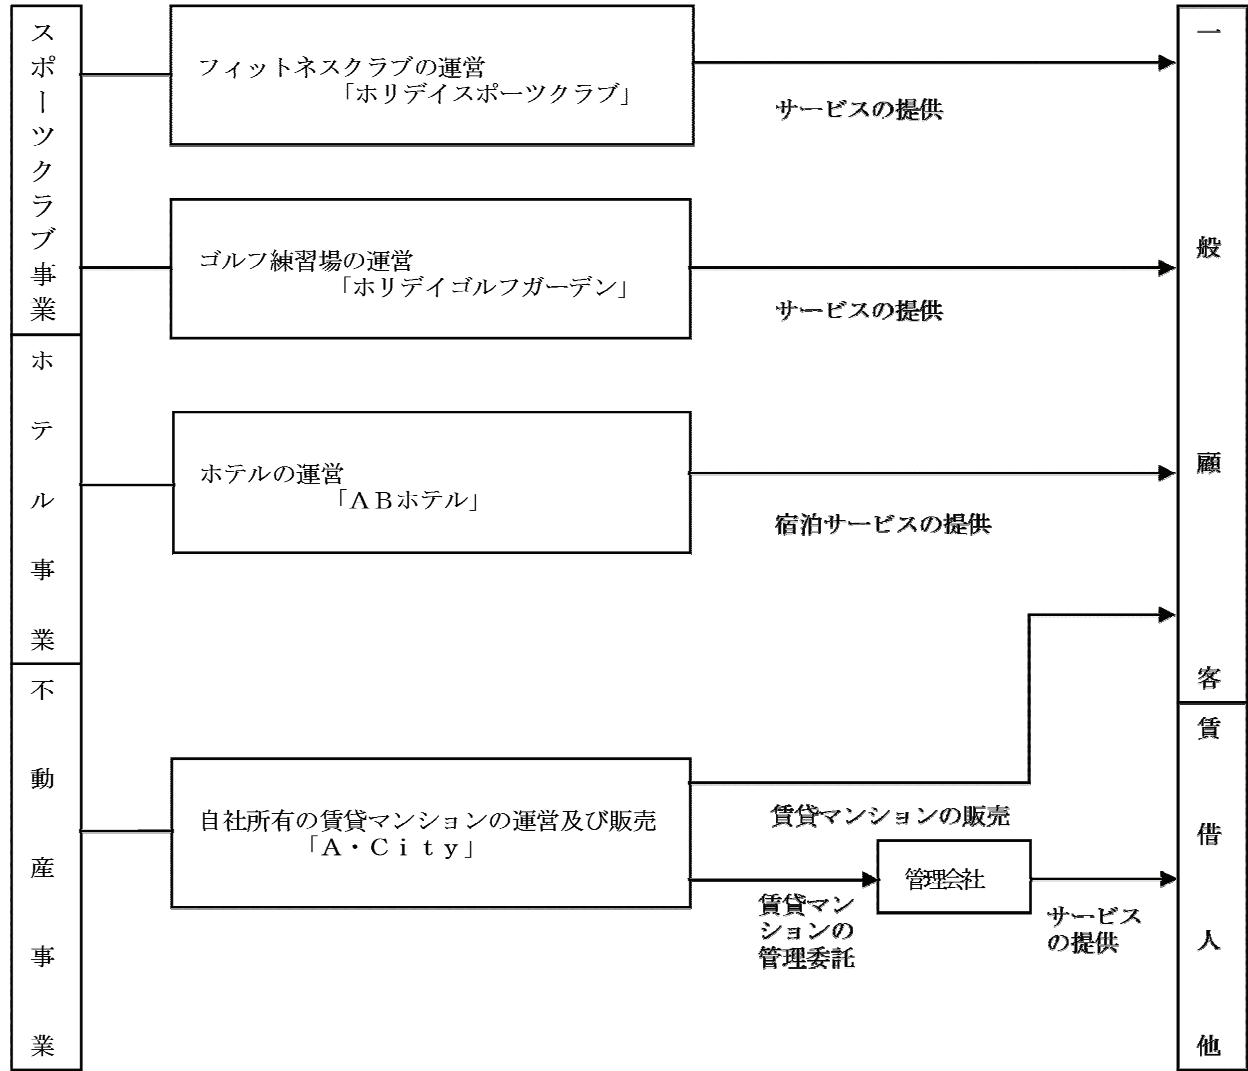 スポーツクラブ事業
フィットネスクラブの運営
「ホリデイスポーツクラブ」
サービスの提供
ゴルフ練習場の運営
「ホリデイゴルフガーデン」
サービスの提供
ホテル事業
ホテルの運営
「ＡＢホテル」
宿泊サービスの提供
不動産事業
自社所有の賃貸マンションの運営及び販売
「Ａ・Ｃｉｔｙ」
賃貸マンションの販売
賃貸マン
ションの
管理委託
管理会社
サービス
の提供
一般顧客
賃借人他